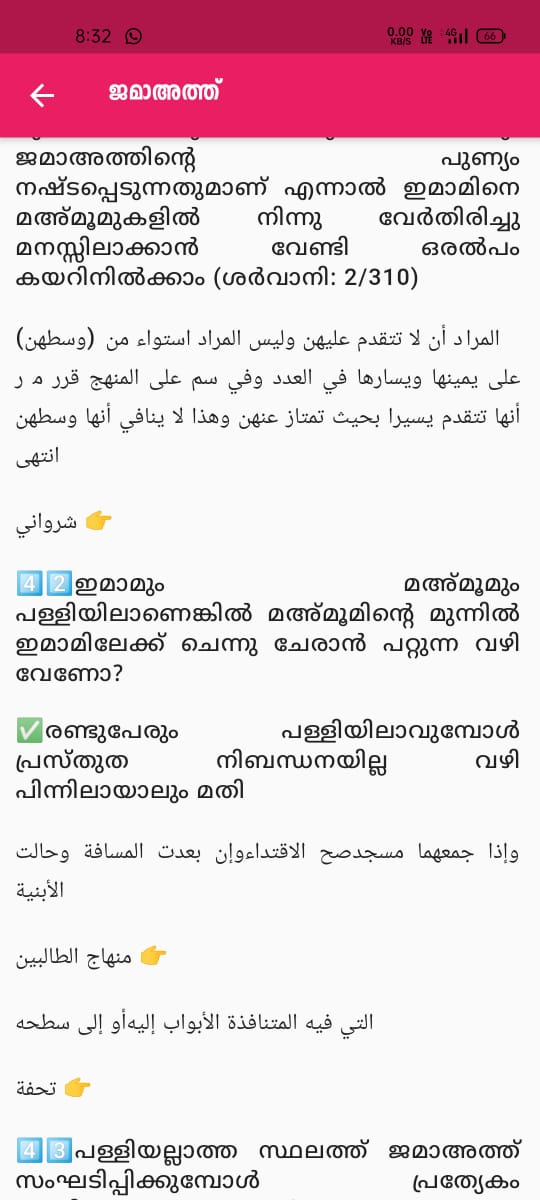 8:32
0.00 KB/S Vo LTE 4G 66
ജമാഅത്ത്
ജമാഅത്തിന്റെ പുണ്യം
നഷ്ടപ്പെടുന്നതുമാണ് എന്നാൽ ഇമാമിനെ
മഅ്മൂമുകളിൽ നിന്നു വേർതിരിച്ചു
മനസ്സിലാക്കാൻ വേണ്ടി ഒരൽപം
കയറിനിൽക്കാം (ശർവാനി: 2/310)
(وسطهن) المراد أن لا تتقدم عليهن وليس المراد استواء من
على يمينها ويسارها في العدد وفي سم على المنهج قرر م ر
أنها تتقدم يسيرا بحيث تمتاز عنهن وهذا لا ينافي أنها وسطهن
انتهى
شرواني 👉
4️⃣2️⃣ഇമാമും മഅ്മൂമും
പള്ളിയിലാണെങ്കിൽ മഅ്മൂമിന്റെ മുന്നിൽ
ഇമാമിലേക്ക് ചെന്നു ചേരാൻ പറ്റുന്ന വഴി
വേണോ?
✅രണ്ടുപേരും പള്ളിയിലാവുമ്പോൾ
പ്രസ്തുത നിബന്ധനയില്ല വഴി
പിന്നിലായാലും മതി
وإذا جمعهما مسجدصح الاقتداءوإن بعدت المسافة وحالت
الأبنية
منهاج الطالبين 👉
التي فيه المتنافذة الأبواب إليهأو إلى سطحه
تحفة 👉
4️⃣3️⃣പള്ളിയല്ലാത്ത സ്ഥലത്ത് ജമാഅത്ത്
സംഘടിപ്പിക്കുമ്പോൾ പ്രത്യേകം